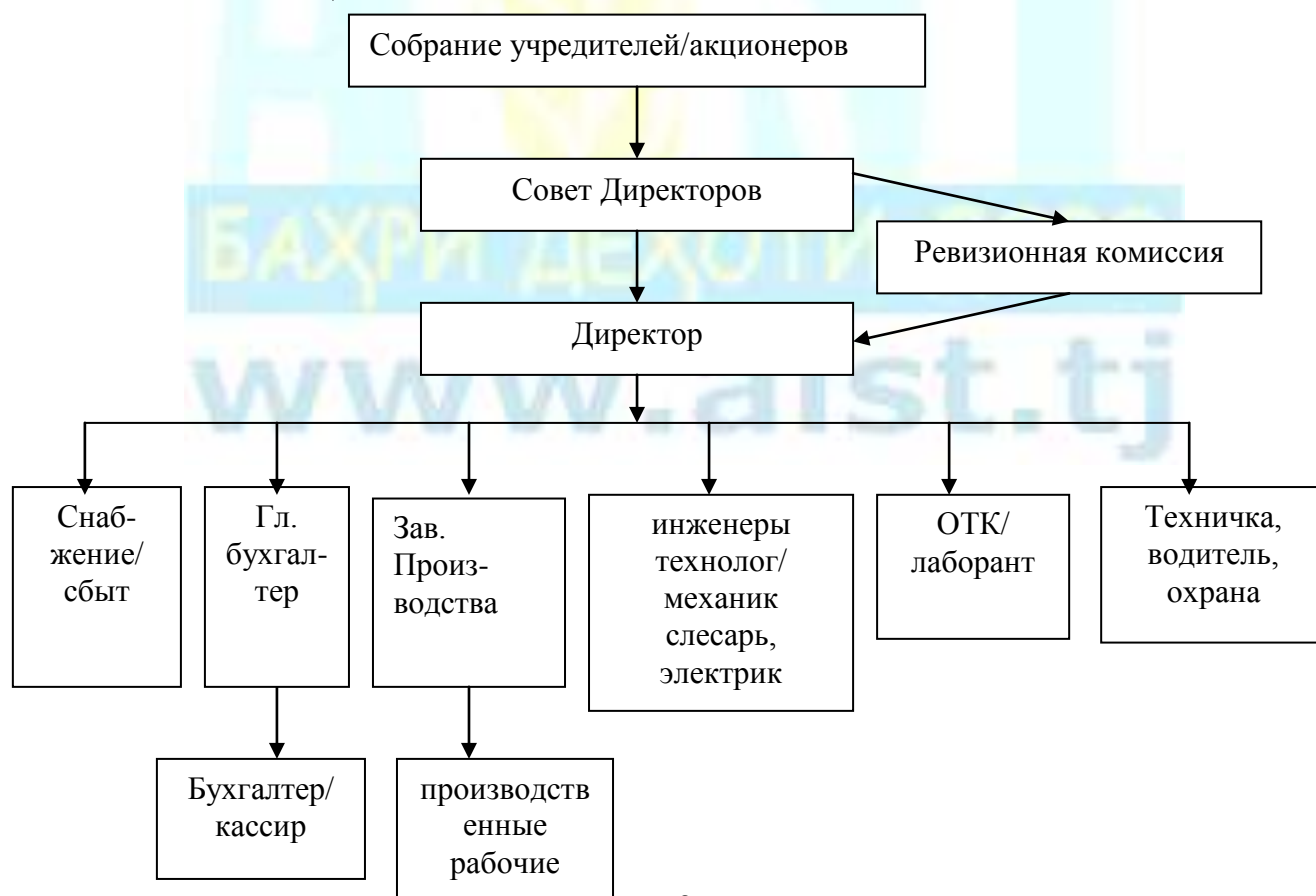 Собрание учредителей/акционеров
Совет Директоров
Ревизионная комиссия
Директор
БАҲРИ ДЕҲОТИ
www.aist.tj
Снаб-
жение/
сбыт
Гл.
бухгал-
тер
Зав.
Произ-
водства
инженеры
технолог/
механик
слесарь,
электрик
ОТК/
лаборант
Техничка,
водитель,
охрана
Бухгалтер/
кассир
производств
енные
рабочие